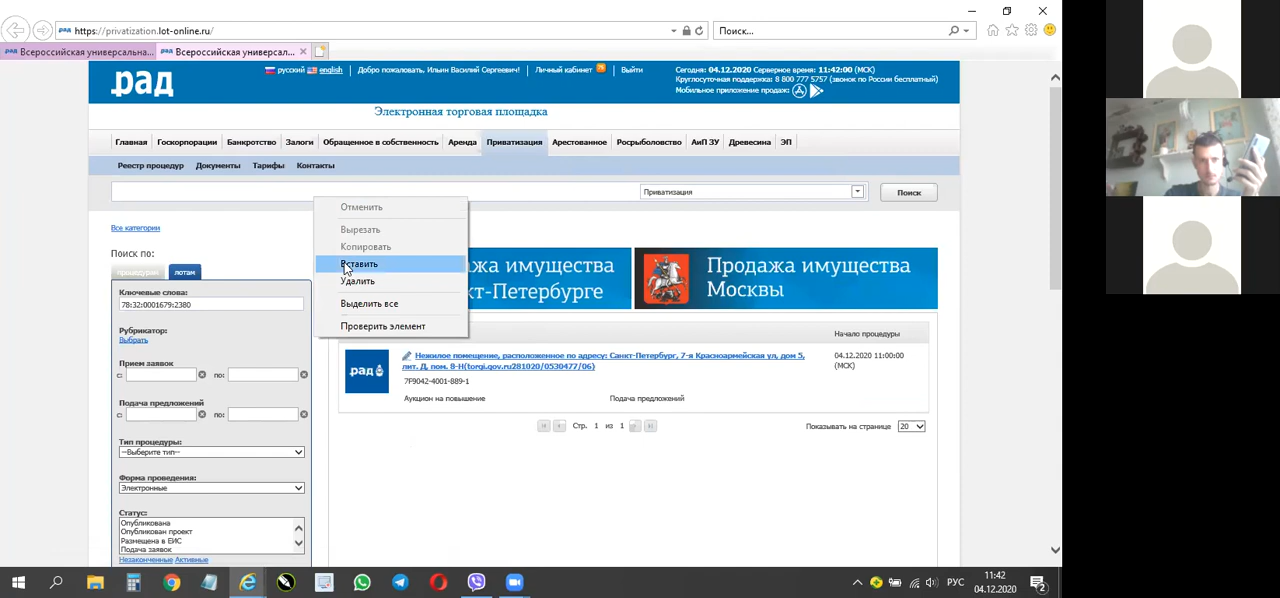 https://privatization.lot-online.ru/
Поиск...
рад Всероссийская универсальна...
рад Всероссийская универсал...
русский english Добро пожаловать, Ильин Василий Сергеевич! Личный кабинет Выйти
Сегодня: 04.12.2020 Серверное время: 11:42:00 (МСК)
Круглосуточная поддержка: 8 800 777 5757 (звонок по России бесплатный)
Мобильное приложение продаж:
рад
Электронная торговая площадка
Главная Госкорпорации Банкротство Залоги Обращенное в собственность Аренда Приватизация Арестованное Росрыболовство АиП ЗУ Древесина ЭП
Реестр процедур Документы Тарифы Контакты
Приватизация
Поиск
Отменить
Вырезать
Копировать
Вставить
Удалить
Выделить все
Проверить элемент
Все категории
Поиск по:
процедурам лотам
Ключевые слова:
78:32:0001679:2380
Рубрикатор:
Выбрать
Прием заявок
с: по:
Подача предложений
с: по:
Тип процедуры:
--Выберите тип--
Форма проведения:
Электронные
Статус:
Опубликована
Опубликован проект
Размещена в ЕИС
Подача заявок
Незаконченные Активные
ажа имущества
кт-Петербурге
Продажа имущества
Москвы
Начало процедуры
рад
Нежилое помещение, расположенное по адресу: Санкт-Петербург, 7-я Красноармейская ул, дом 5,
лит. Д, пом. 8-Н(torgi.gov.ru281020/0530477/06)
04.12.2020 11:00:00
(МСК)
7F9042-4001-889-1
Аукцион на повышение Подача предложений
Стр. 1 из 1
Показывать на странице 20
РУС
11:42
04.12.2020
2